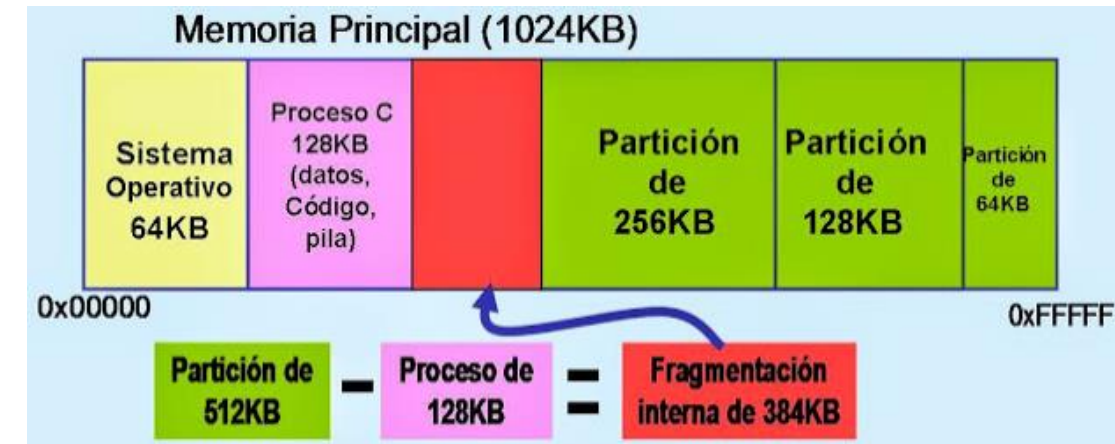 Memoria Principal (1024KB)
Sistema
Operativo
64KB
Proceso C
128KB
(datos,
Código,
pila)
Partición
de
256KB
Partición
de
128KB
Partición
de
64KB
0x00000
0xFFFFF
Partición de
512KB
-
Proceso de
128KB
=
Fragmentación
interna de 384KB